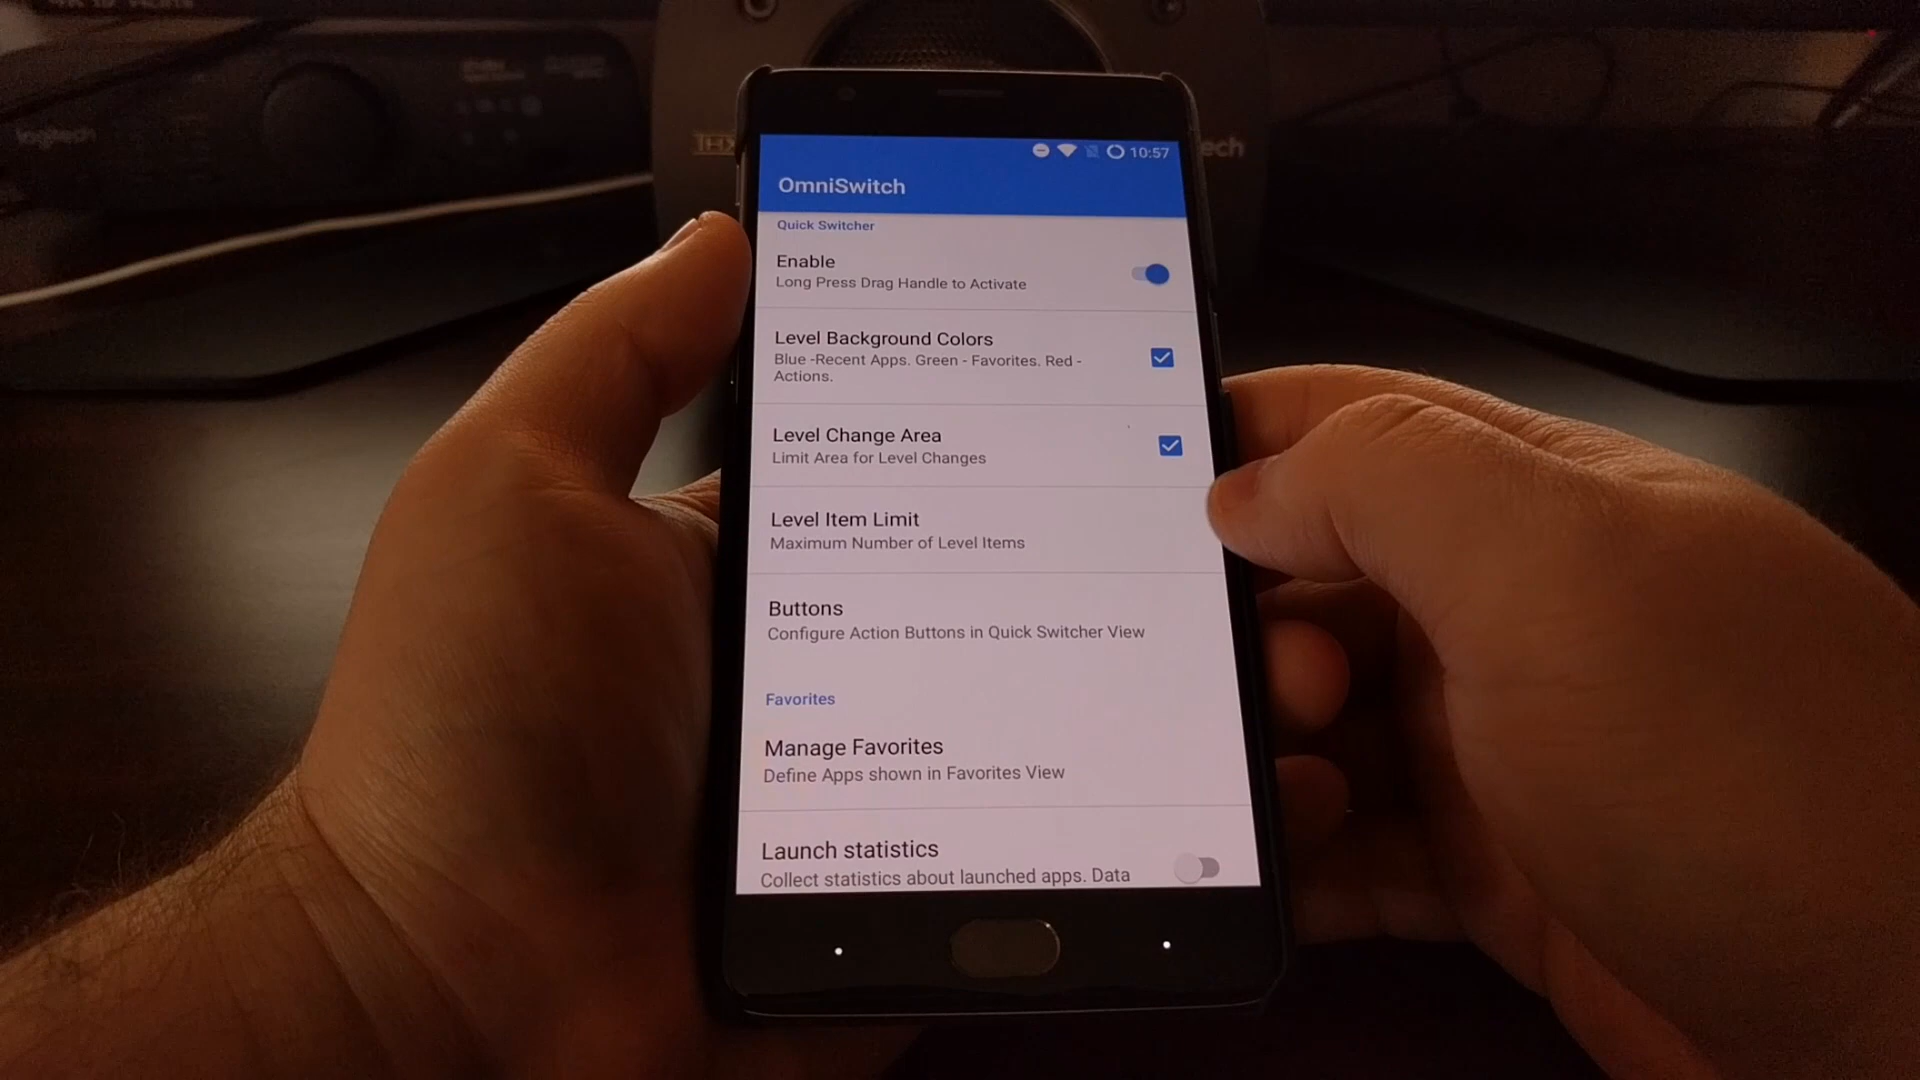 logitech
THX
tech
10:57
OmniSwitch
Quick Switcher
Enable
Long Press Drag Handle to Activate
Level Background Colors
Blue -Recent Apps. Green - Favorites. Red -
Actions.
Level Change Area
Limit Area for Level Changes
Level Item Limit
Maximum Number of Level Items
Buttons
Configure Action Buttons in Quick Switcher View
Favorites
Manage Favorites
Define Apps shown in Favorites View
Launch statistics
Collect statistics about launched apps. Data